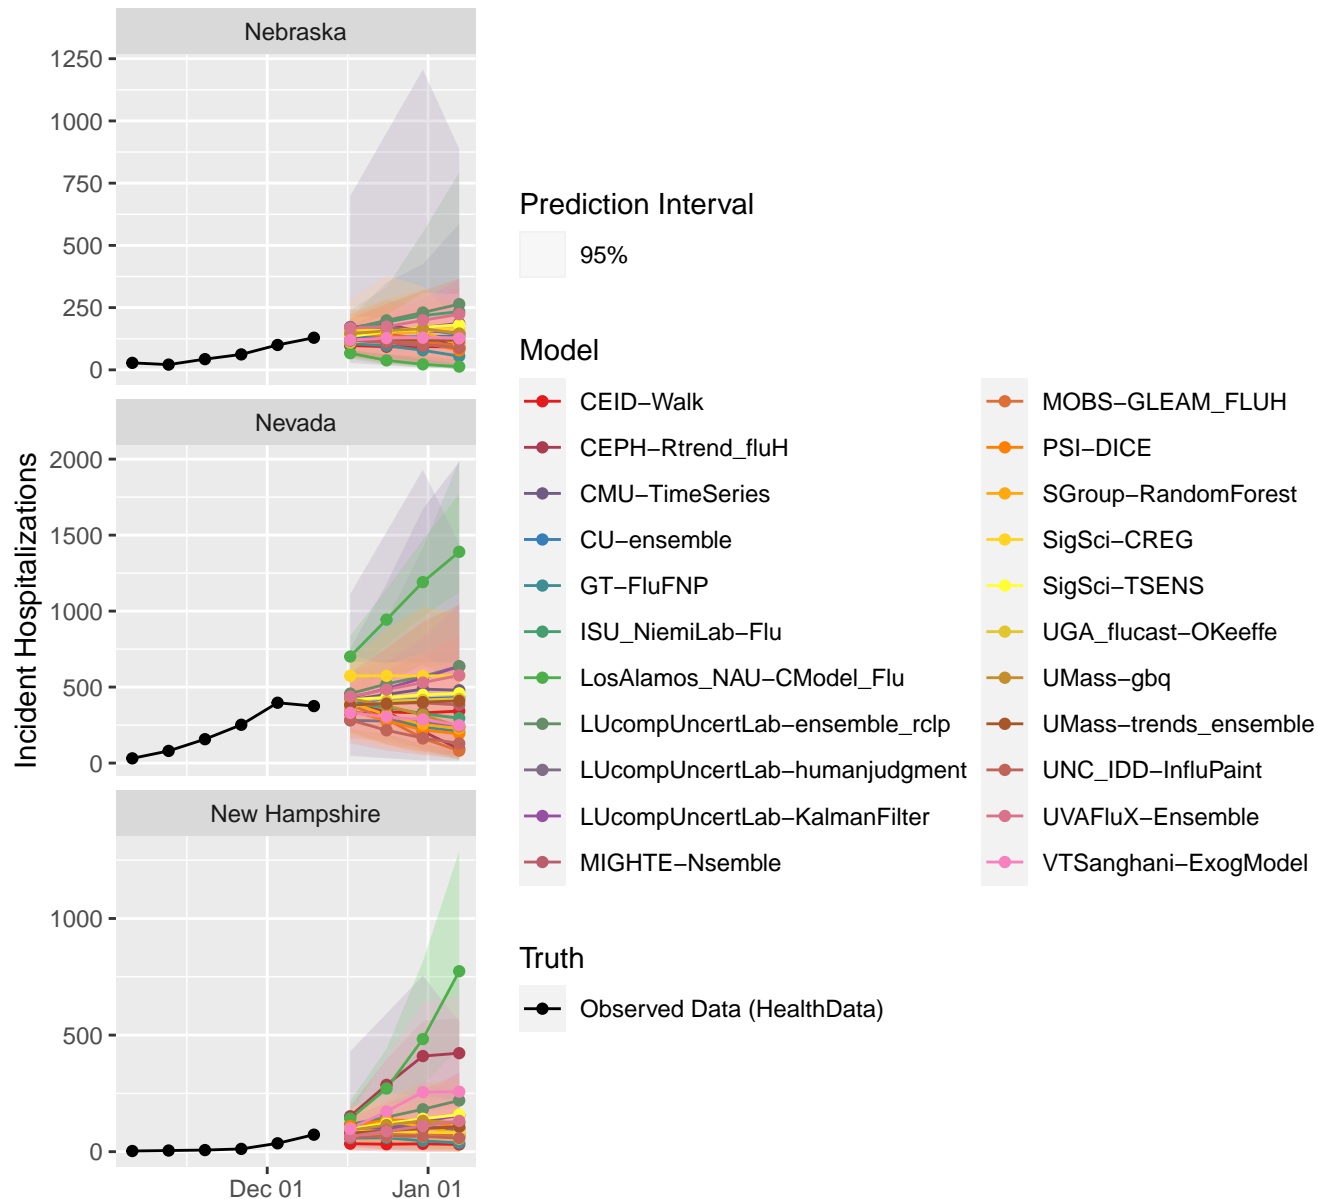 Nebraska
1250
1000
750
500
250
0
Nevada
2000
1500
1000
500
0
New Hampshire
1000
500
0
Dec 01
Jan 01
Incident Hospitalizations
Prediction Interval
95%
Model
CEID−Walk
CEPH−Rtrend_fluH
CMU−TimeSeries
CU−ensemble
GT−FluFNP
ISU_NiemiLab−Flu
LosAlamos_NAU−CModel_Flu
LUcompUncertLab−ensemble_rclp
LUcompUncertLab−humanjudgment
LUcompUncertLab−KalmanFilter
MIGHTE−Nsemble
MOBS−GLEAM_FLUH
PSI−DICE
SGroup−RandomForest
SigSci−CREG
SigSci−TSENS
UGA_flucast−OKeeffe
UMass−gbq
UMass−trends_ensemble
UNC_IDD−InfluPaint
UVAFluX−Ensemble
VTSanghani−ExogModel
Truth
Observed Data (HealthData)